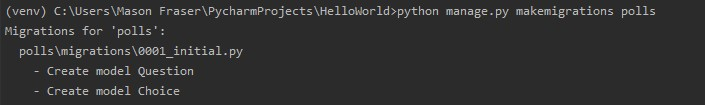 (venv) C:\Users\Mason Fraser\PycharmProjects\HelloWorld>python manage.py makemigrations polls
Migrations for 'polls':
  polls\migrations\0001_initial.py
    - Create model Question
    - Create model Choice